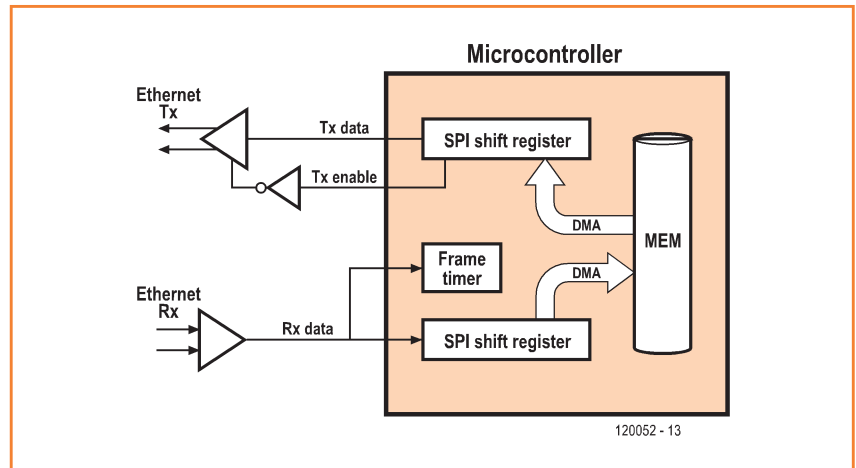 Microcontroller
Ethernet
Tx
Tx data
SPI shift register
Tx enable
DMA
MEM
Frame
timer
DMA
Ethernet
Rx
Rx data
SPI shift register
120052 - 13